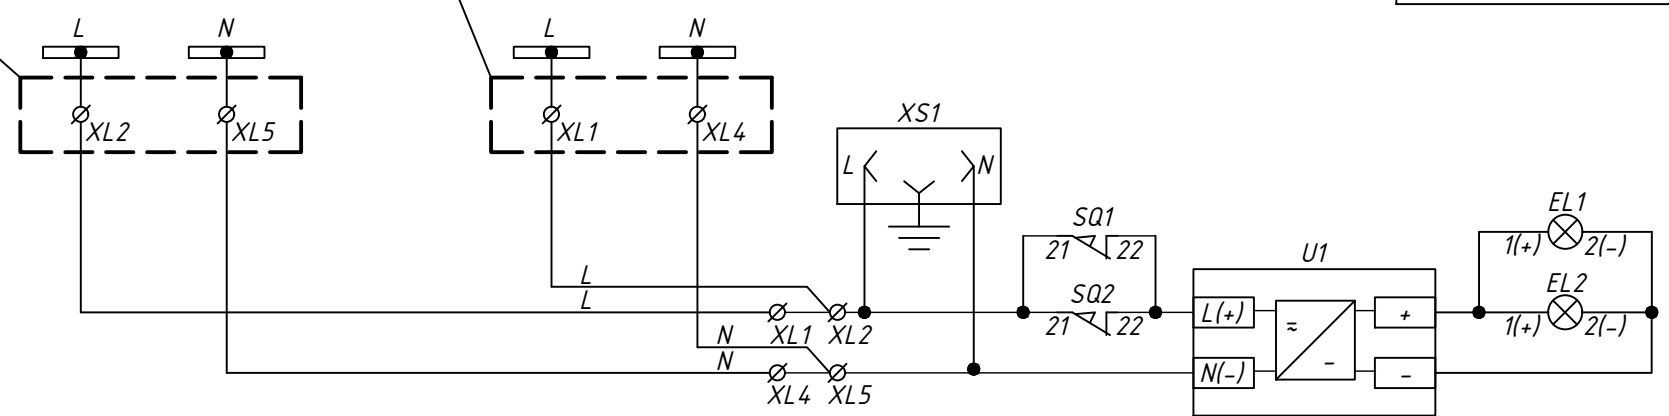 L N L N
XL2 XL5 XL1 XL4
XS1
L N
SQ1
21 22
EL1
1(+) 2(-)
U1
L
L
SQ2
21 22
EL2
1(+) 2(-)
L(+) ≂ +
XL1 XL2
N
N
-
N(-) -
XL4 XL5